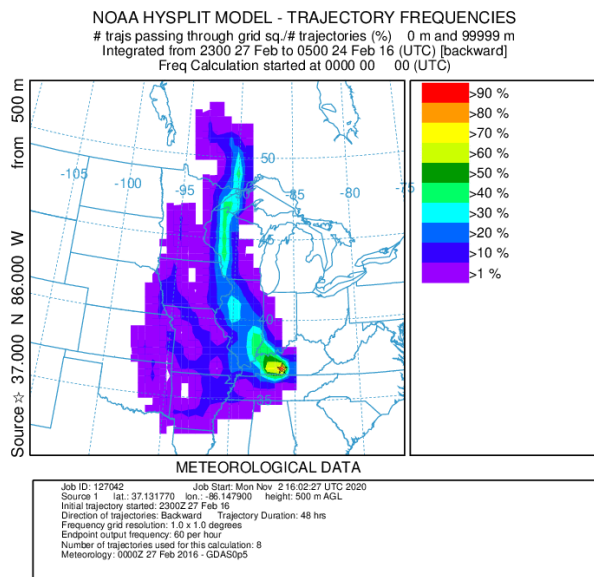 NOAA HYSPLIT MODEL - TRAJECTORY FREQUENCIES
# trajs passing through grid sq./# trajectories (%) 0 m and 99999 m
Integrated from 2300 27 Feb to 0500 24 Feb 16 (UTC) [backward]
Freq Calculation started at 0000 00 00 (UTC)
Source ☆ 37.000 N 86.000 W from 500 m
-105
-100
-95
-85
-80
-75
50
45
40
35
>90 %
>80 %
>70 %
>60 %
>50 %
>40 %
>30 %
>20 %
>10 %
>1 %
METEOROLOGICAL DATA
Job ID: 127042 Job Start: Mon Nov 2 16:02:27 UTC 2020
Source 1 lat.: 37.131770 lon.: -86.147900 height: 500 m AGL
Initial trajectory started: 2300Z 27 Feb 16
Direction of trajectories: Backward Trajectory Duration: 48 hrs
Frequency grid resolution: 1.0 x 1.0 degrees
Endpoint output frequency: 60 per hour
Number of trajectories used for this calculation: 8
Meteorology: 0000Z 27 Feb 2016 - GDAS0p5